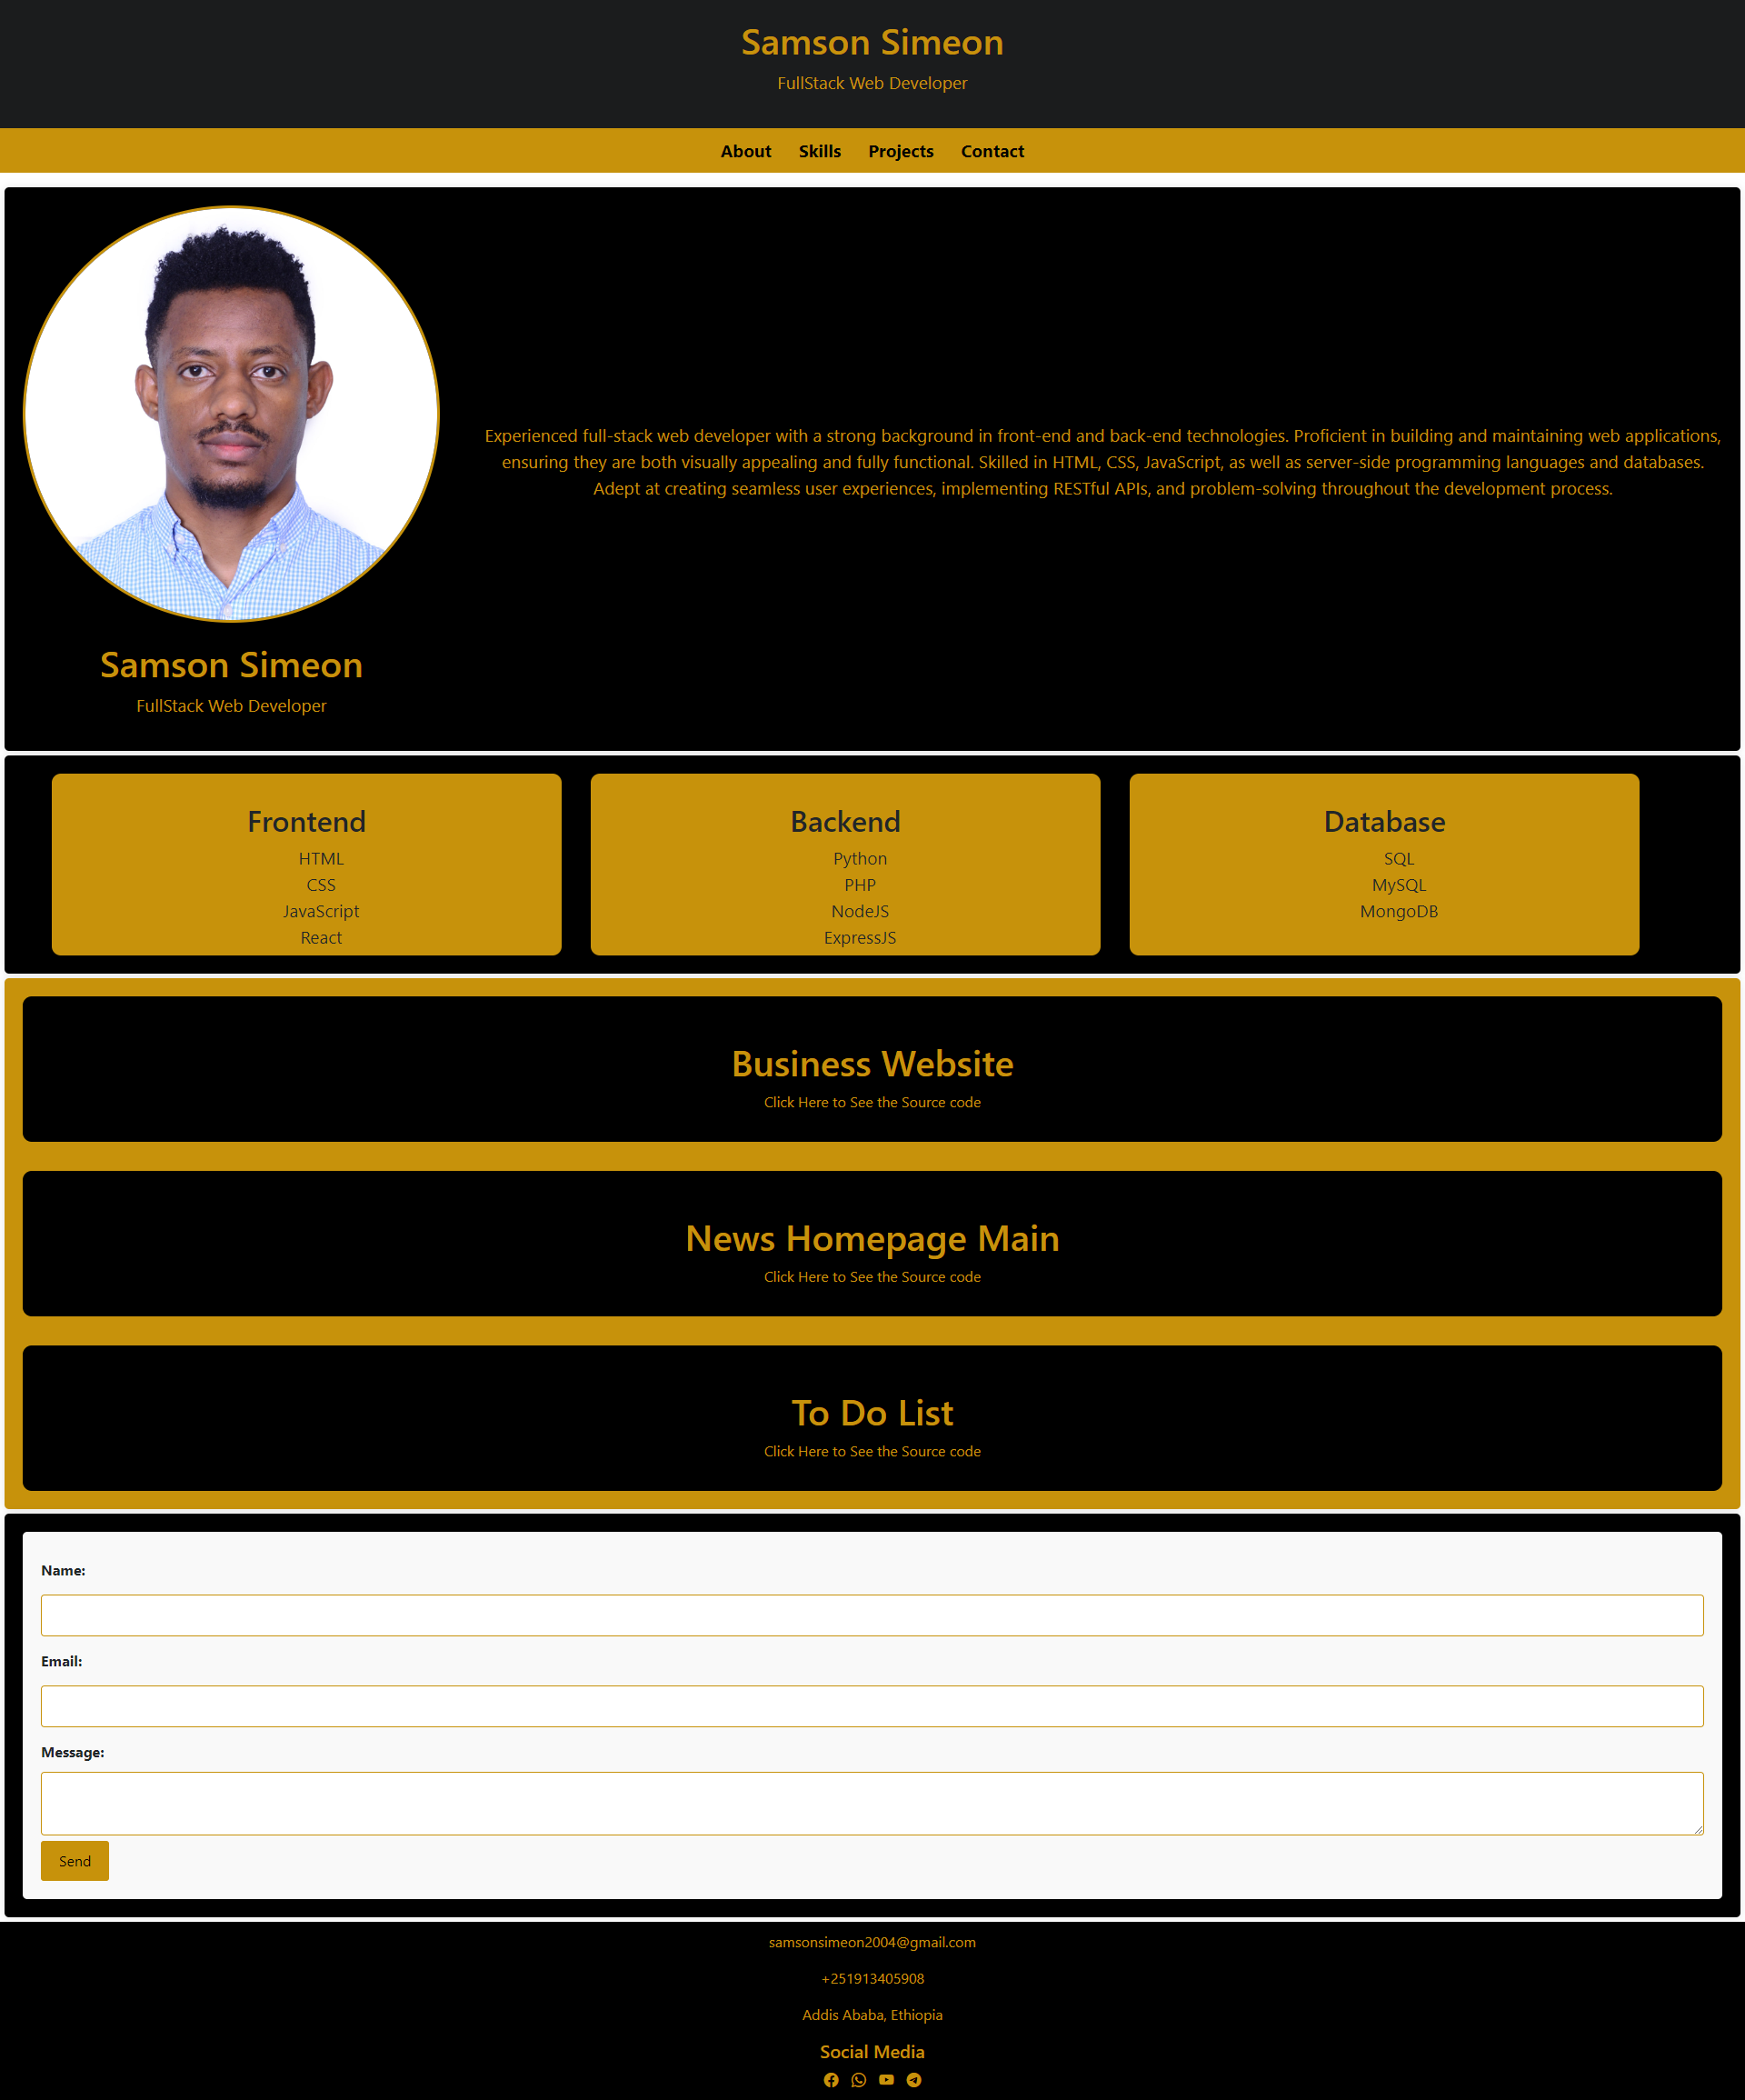 Samson Simeon
FullStack Web Developer
About Skills Projects Contact
Experienced full-stack web developer with a strong background in front-end and back-end technologies. Proficient in building and maintaining web applications,
ensuring they are both visually appealing and fully functional. Skilled in HTML, CSS, JavaScript, as well as server-side programming languages and databases.
Adept at creating seamless user experiences, implementing RESTful APIs, and problem-solving throughout the development process.
Samson Simeon
FullStack Web Developer
Frontend
HTML
CSS
JavaScript
React
Backend
Python
PHP
NodeJS
ExpressJS
Database
SQL
MySQL
MongoDB
Business Website
Click Here to See the Source code
News Homepage Main
Click Here to See the Source code
To Do List
Click Here to See the Source code
Name:
Email:
Message:
Send
samsonsimeon2004@gmail.com
+251913405908
Addis Ababa, Ethiopia
Social Media